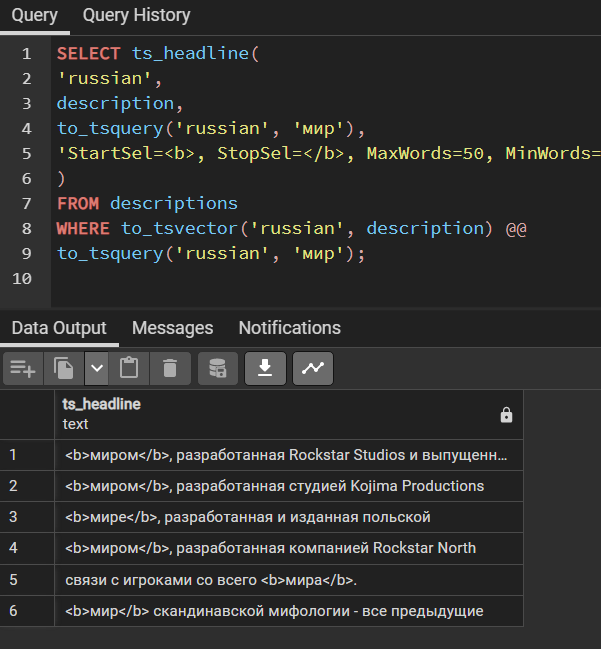 Query Query History
1 SELECT ts_headline(
2 'russian',
3 description,
4 to_tsquery('russian', 'мир'),
5 'StartSel=<b>, StopSel=</b>, MaxWords=50, MinWords=
6 )
7 FROM descriptions
8 WHERE to_tsvector('russian', description) @@
9 to_tsquery('russian', 'мир');
10
Data Output Messages Notifications
ts_headline
text
1 <b>миром</b>, разработанная Rockstar Studios и выпущенн...
2 <b>миром</b>, разработанная студией Kojima Productions
3 <b>мире</b>, разработанная и изданная польской
4 <b>миром</b>, разработанная компанией Rockstar North
5 связи с игроками со всего <b>мира</b>.
6 <b>мир</b> скандинавской мифологии - все предыдущие